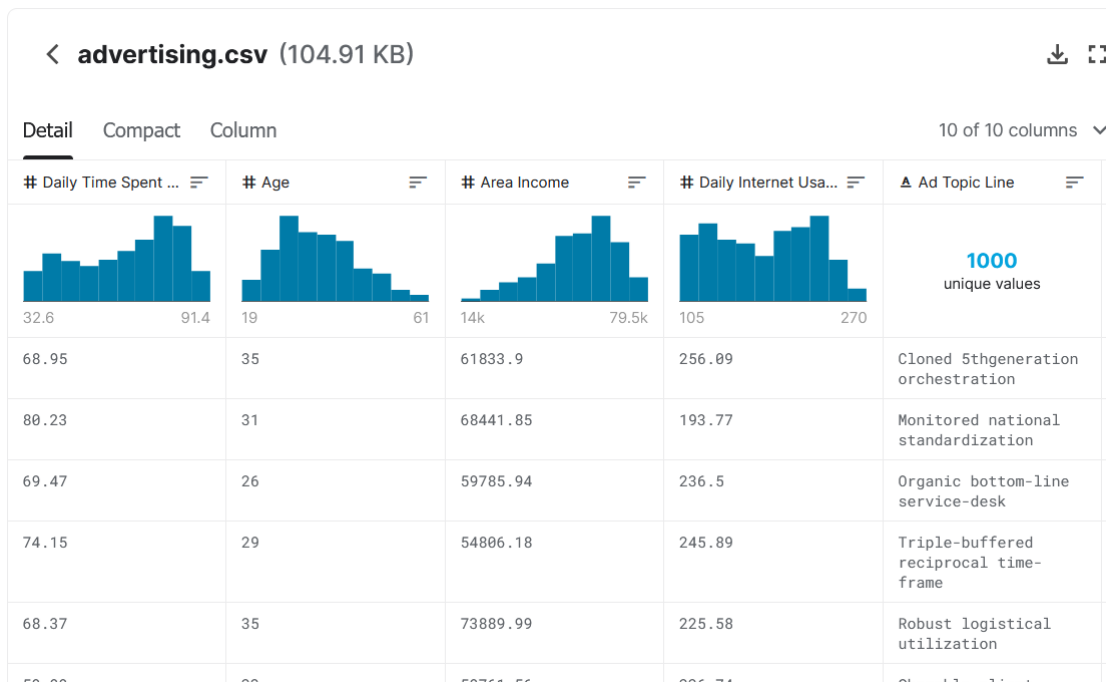 advertising.csv (104.91 KB)
Detail Compact Column 10 of 10 columns
# Daily Time Spent ... # Age # Area Income # Daily Internet Usa... A Ad Topic Line
1000
unique values
32.6 91.4 19 61 14k 79.5k 105 270
68.95 35 61833.9 256.09 Cloned 5thgeneration
orchestration
80.23 31 68441.85 193.77 Monitored national
standardization
69.47 26 59785.94 236.5 Organic bottom-line
service-desk
74.15 29 54806.18 245.89 Triple-buffered
reciprocal time-
frame
68.37 35 73889.99 225.58 Robust logistical
utilization